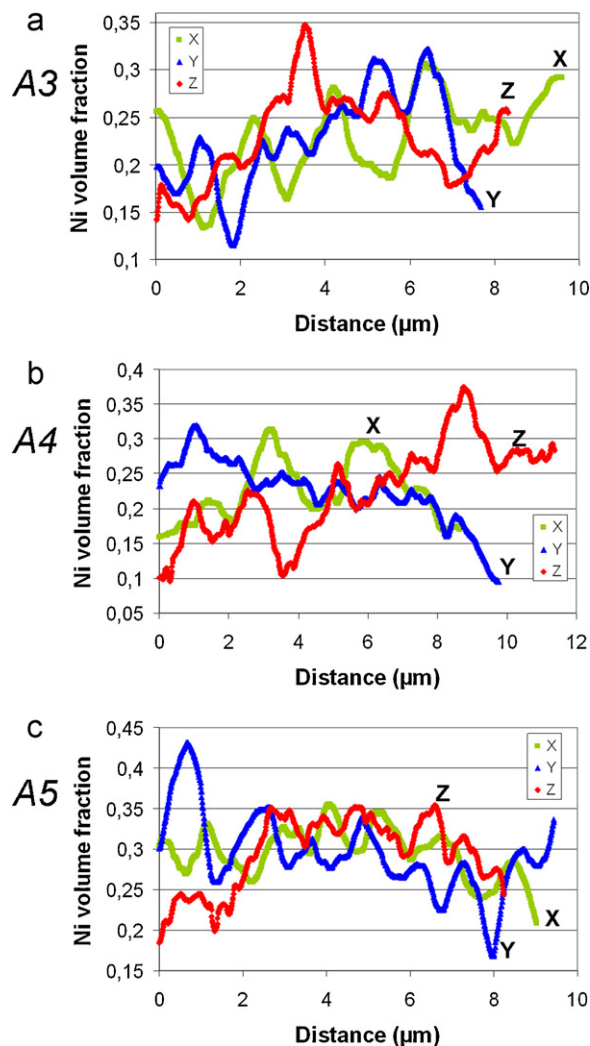 a
A3
Ni volume fraction
0,35
0,3
0,25
0,2
0,15
0,1
X
Y
Z
X
Z
Y
0 2 4 6 8 10
Distance (µm)
b
A4
Ni volume fraction
0,4
0,35
0,3
0,25
0,2
0,15
0,1
0,05
X
Z
Y
X
Y
Z
0 2 4 6 8 10 12
Distance (µm)
c
A5
Ni volume fraction
0,45
0,4
0,35
0,3
0,25
0,2
0,15
X
Y
Z
Z
X
Y
0 2 4 6 8 10
Distance (µm)